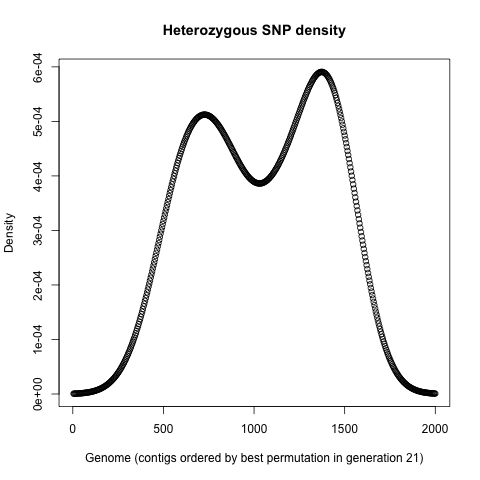 Heterozygous SNP density
Density
6e-04
5e-04
4e-04
3e-04
2e-04
1e-04
0e+00
0 500 1000 1500 2000
Genome (contigs ordered by best permutation in generation 21)